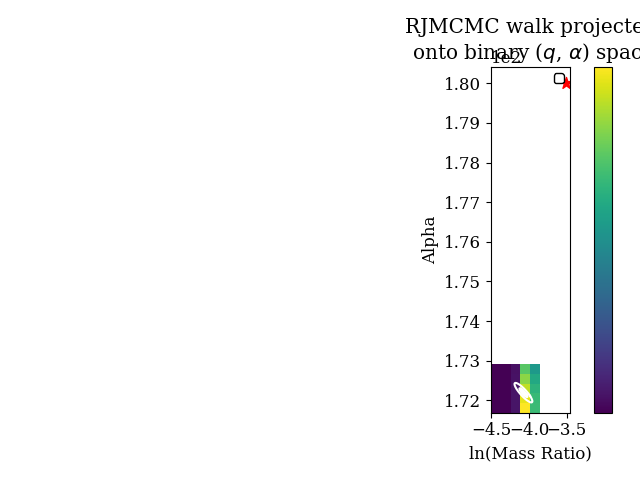 RJMCMC walk projecte
onto binary (q, α) spac
1e2
1.80
1.79
1.78
1.77
1.76
1.75
1.74
1.73
1.72
Alpha
−4.5 −4.0 −3.5
ln(Mass Ratio)